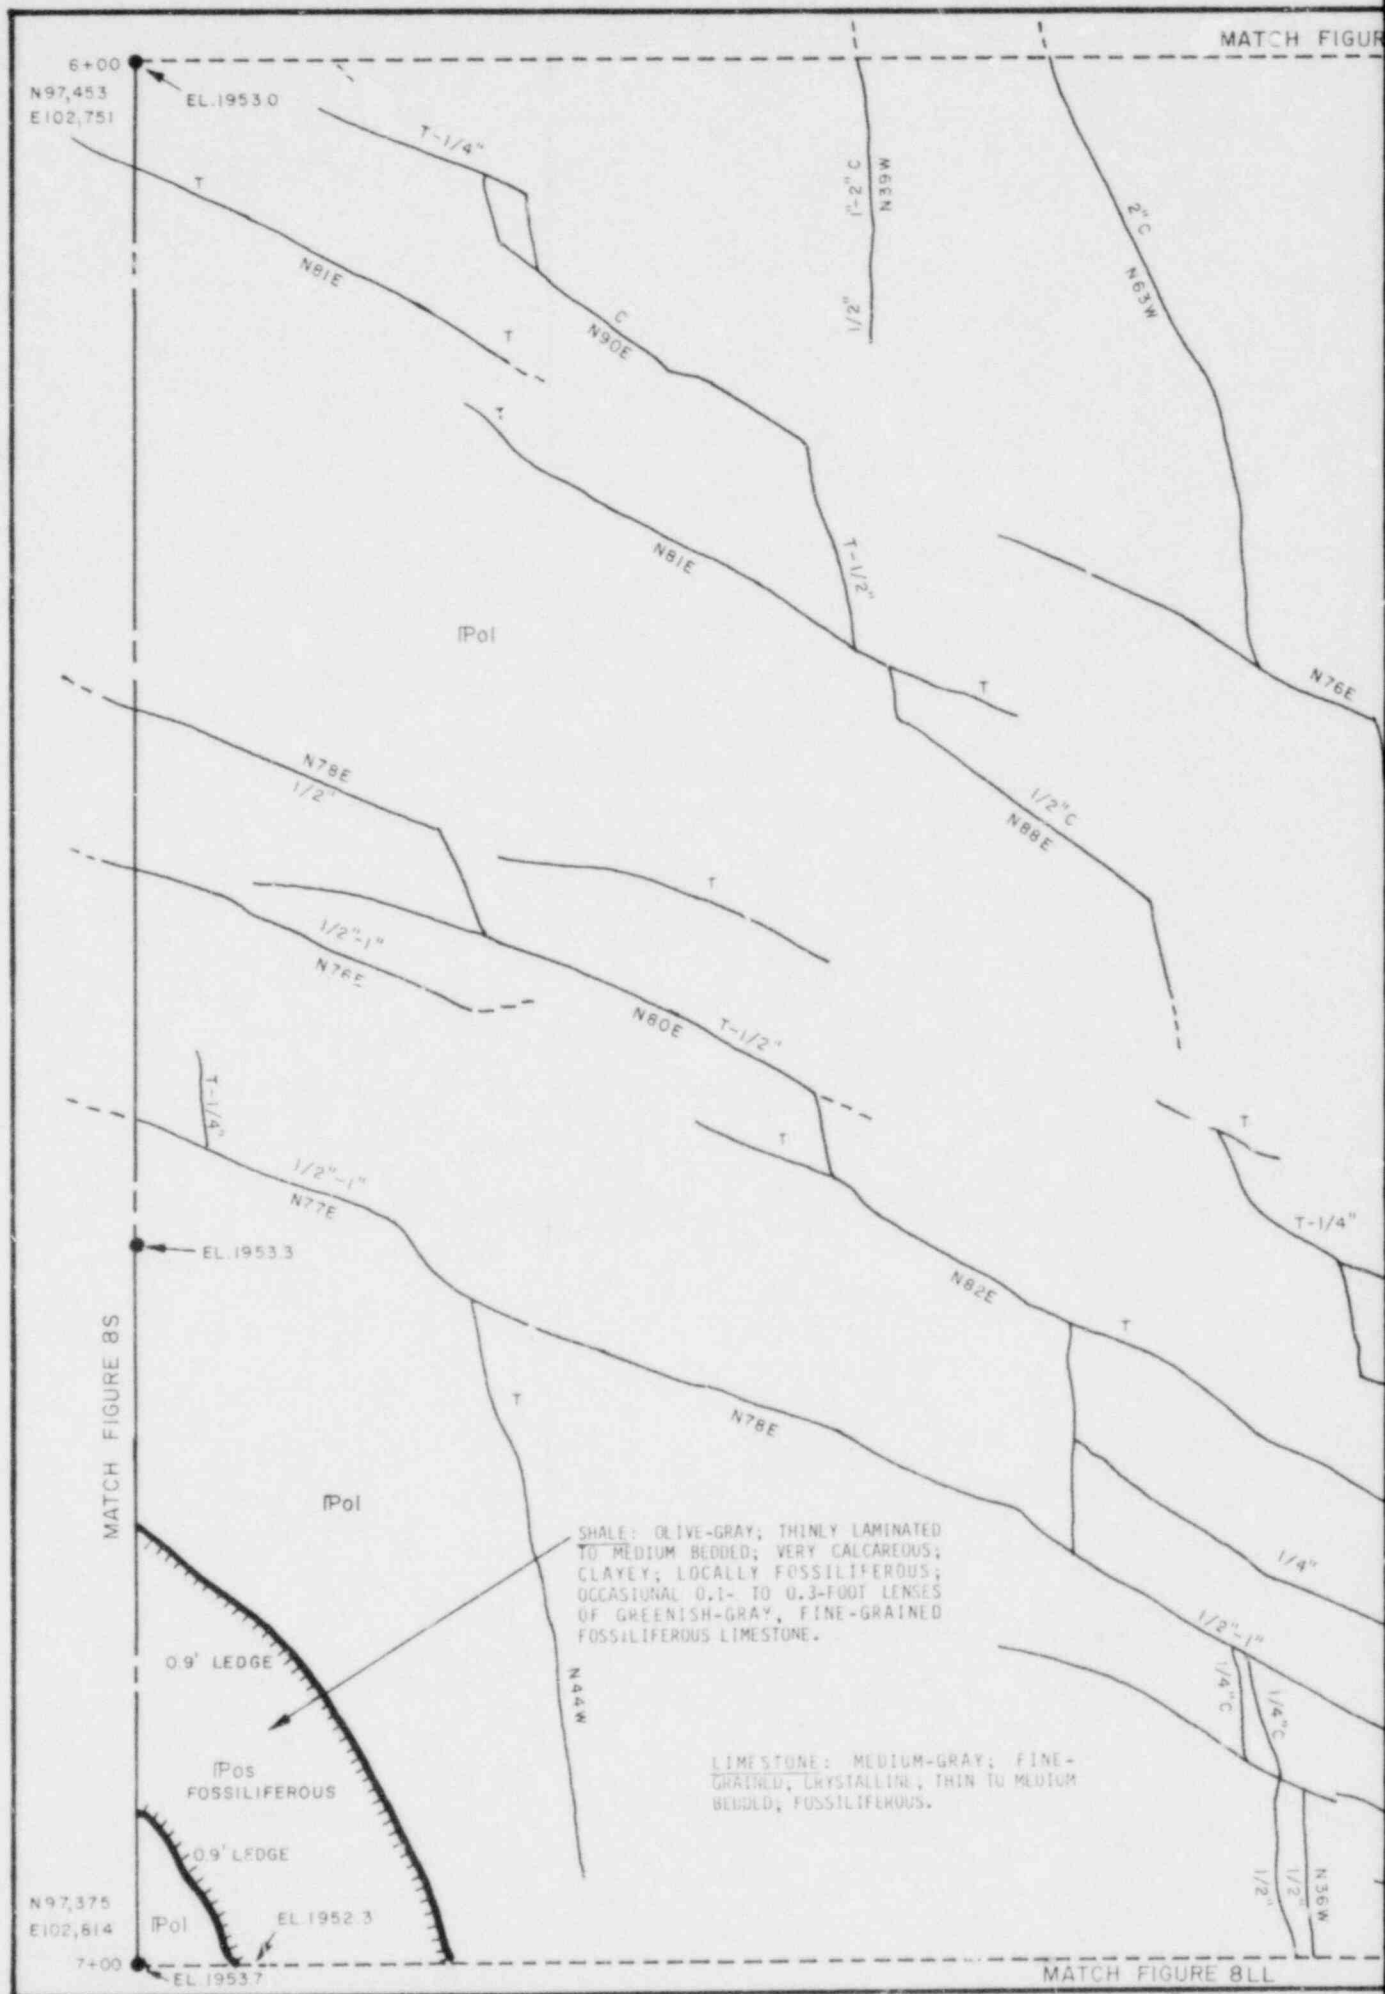 MATCH FIGUR
6+00
N97,453
E102,751
EL.1953.0
T-1/4"
T
N81E
T
C
N90E
1"-2" C
N39W
1/2"
2"C
N63W
T
N81E
T-1/2"
T
N76E
ℙol
N78E
1/2"
1/2"C
N88E
T
1/2"-1"
N76E
N80E
T-1/2"
T-1/4"
1/2"-1"
N77E
T
T
T-1/4"
EL.1953.3
N82E
T
MATCH FIGURE 8S
T
N78E
ℙol
SHALE: OLIVE-GRAY; THINLY LAMINATED
TO MEDIUM BEDDED; VERY CALCAREOUS;
CLAYEY; LOCALLY FOSSILIFEROUS;
OCCASIONAL 0.1- TO 0.3-FOOT LENSES
OF GREENISH-GRAY, FINE-GRAINED
FOSSILIFEROUS LIMESTONE.
1/4"
1/2"-1"
0.9' LEDGE
N44W
1/4"C
1/4"C
ℙos
FOSSILIFEROUS
LIMESTONE: MEDIUM-GRAY; FINE-
GRAINED; CRYSTALLINE; THIN TO MEDIUM
BEDDED; FOSSILIFEROUS.
0.9' LEDGE
1/2"
1/2"
N36W
N97,375
E102,814
ℙol
EL.1952.3
7+00
EL.1953.7
MATCH FIGURE 8LL